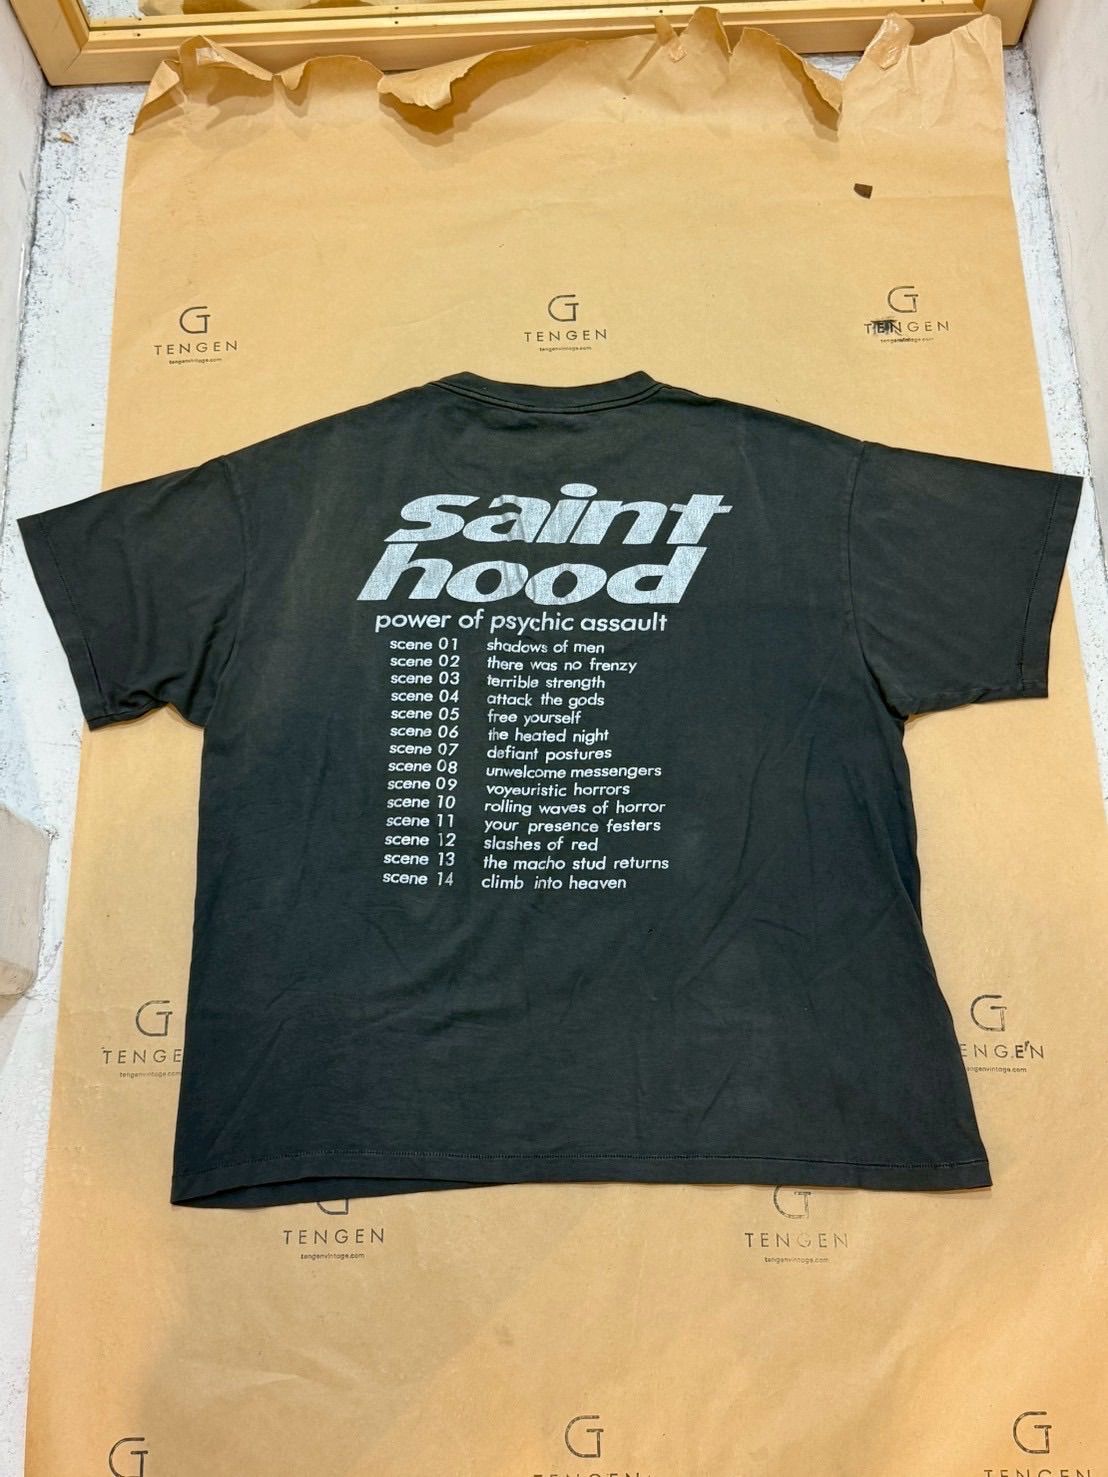 G G G
TENGEN TENGEN TENGEN
tengenvintage.com tengenvintage.com tengenvintage.com
saint
hood
power of psychic assault
scene 01 shadows of men
scene 02 there was no frenzy
scene 03 terrible strength
scene 04 attack the gods
scene 05 free yourself
scene 06 the heated night
scene 07 defiant postures
scene 08 unwelcome messengers
scene 09 voyeuristic horrors
scene 10 rolling waves of horror
scene 11 your presence festers
scene 12 slashes of red
scene 13 the macho stud returns
scene 14 climb into heaven
G G
TENGE ENGEN
tengenvintage.com
G
TENGEN TENGEN
tengenvintage.com tengenvintage.com
G G G
TENGEN TENGEN